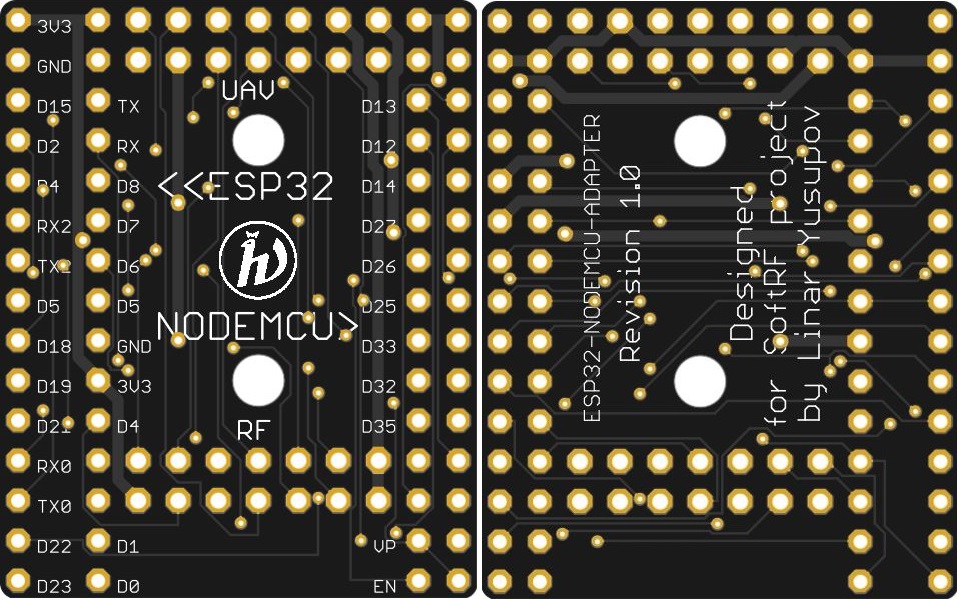 3V3
GND
UAV
D15 TX D13
D2 RX D12
D4 D8 <<ESP32 D14
RX2 D7 D27
TX1 D6 D26
D5 D5 D25
NODEMCU>
D18 GND D33
D19 3V3 D32
D21 D4 RF D35
RX0
TX0
D22 D1 VP
D23 D0 EN
ESP32-NODEMCU-ADAPTER
Revision 1.0
Designed
for SoftRF project
by Linar Yusupov